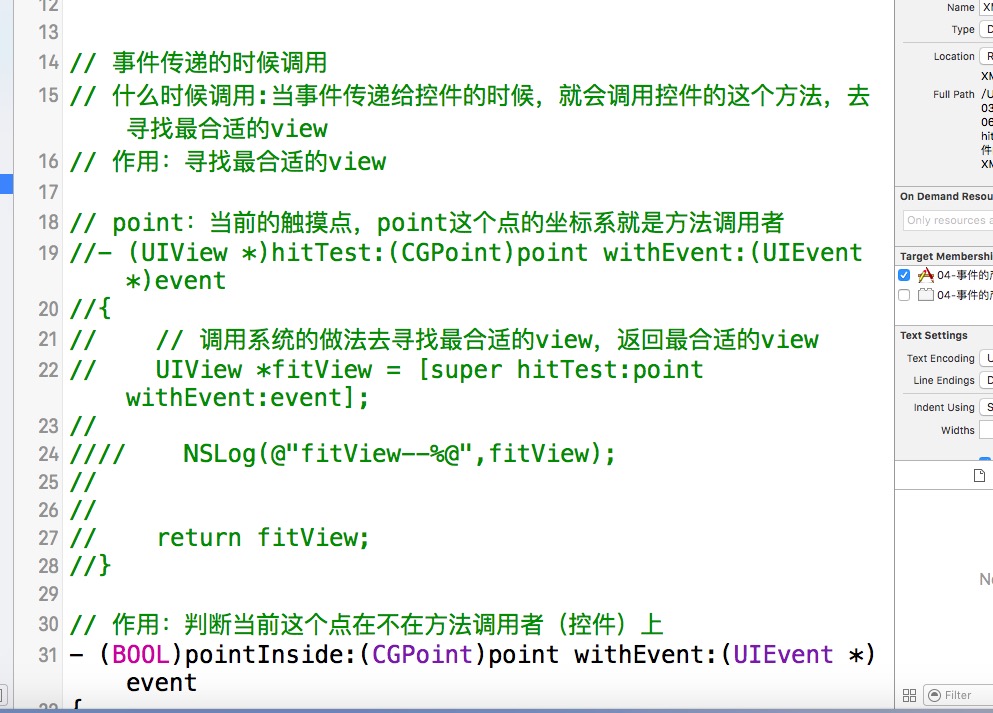 12
13
14 // 事件传递的时候调用
15 // 什么时候调用:当事件传递给控件的时候，就会调用控件的这个方法，去
寻找最合适的view
16 // 作用：寻找最合适的view
17
18 // point：当前的触摸点，point这个点的坐标系就是方法调用者
19 //- (UIView *)hitTest:(CGPoint)point withEvent:(UIEvent
*)event
20 //{
21 //    // 调用系统的做法去寻找最合适的view，返回最合适的view
22 //    UIView *fitView = [super hitTest:point
withEvent:event];
23 //
24 ////    NSLog(@"fitView--%@",fitView);
25 //
26 //
27 //    return fitView;
28 //}
29
30 // 作用：判断当前这个点在不在方法调用者（控件）上
31 - (BOOL)pointInside:(CGPoint)point withEvent:(UIEvent *)
event
{
Name
Type
Location
XM
Full Path /U
03
06
hit
件
XM
On Demand Resou
Only resources a
Target Membershi
04-事件的
04-事件的
Text Settings
Text Encoding
Line Endings
Indent Using
Widths
No
Filter